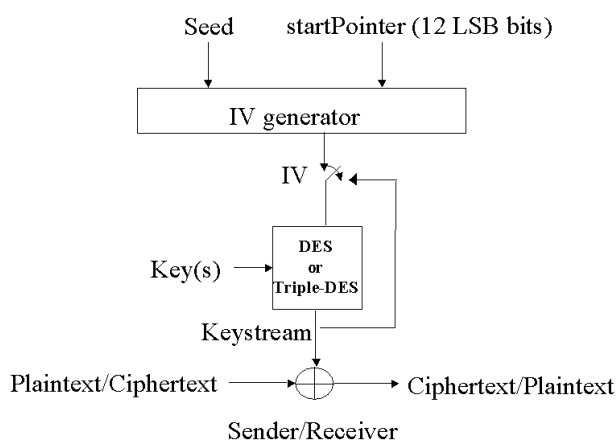 Seed
startPointer (12 LSB bits)
IV generator
IV
DES
or
Triple-DES
Key(s)
Keystream
Plaintext/Ciphertext
Ciphertext/Plaintext
Sender/Receiver